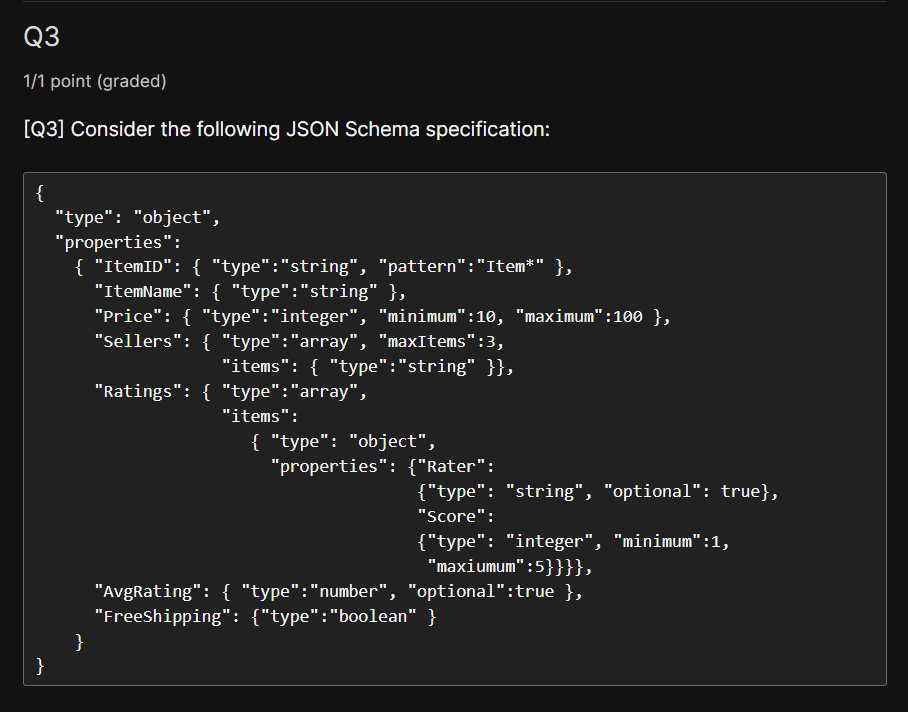 Q3
1/1 point (graded)
[Q3] Consider the following JSON Schema specification:
{
  "type": "object",
  "properties":
    { "ItemID": { "type":"string", "pattern":"Item*" },
      "ItemName": { "type":"string" },
      "Price": { "type":"integer", "minimum":10, "maximum":100 },
      "Sellers": { "type":"array", "maxItems":3,
                   "items": { "type":"string" }},
      "Ratings": { "type":"array",
                   "items":
                      { "type": "object",
                        "properties": {"Rater":
                                       {"type": "string", "optional": true},
                                       "Score":
                                       {"type": "integer", "minimum":1,
                                        "maxiumum":5}}}},
      "AvgRating": { "type":"number", "optional":true },
      "FreeShipping": {"type":"boolean" }
    }
}